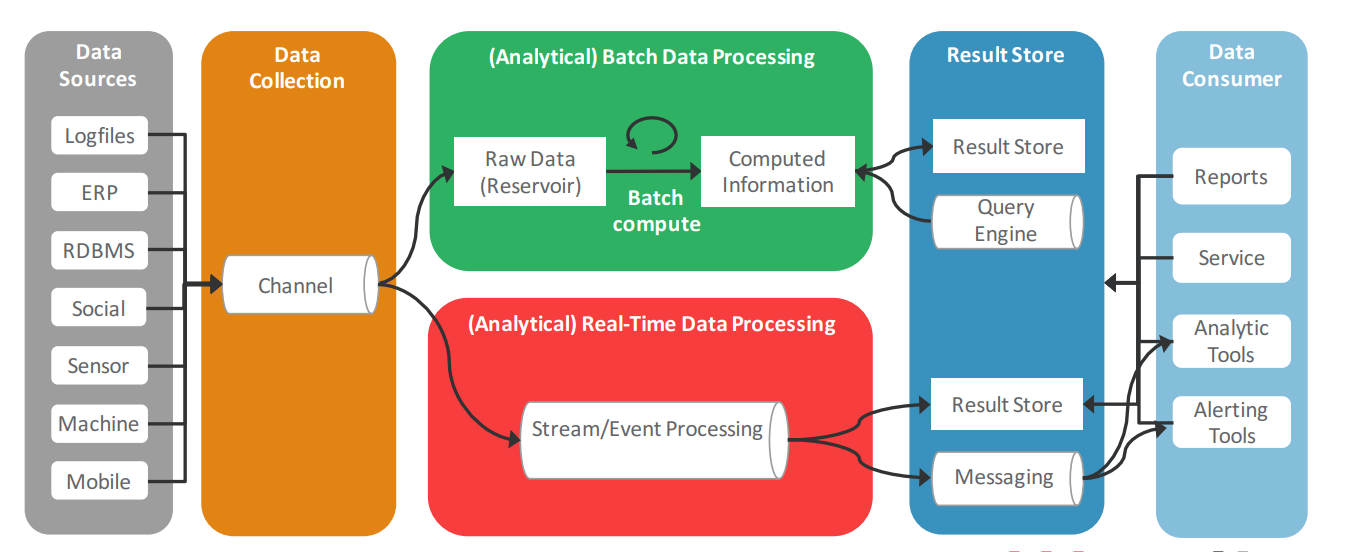 Data
Sources
Logfiles
ERP
RDBMS
Social
Sensor
Machine
Mobile
Data
Collection
Channel
(Analytical) Batch Data Processing
Raw Data
(Reservoir)
Batch
compute
Computed
Information
(Analytical) Real-Time Data Processing
Stream/Event Processing
Result Store
Result Store
Query
Engine
Result Store
Messaging
Data
Consumer
Reports
Service
Analytic
Tools
Alerting
Tools